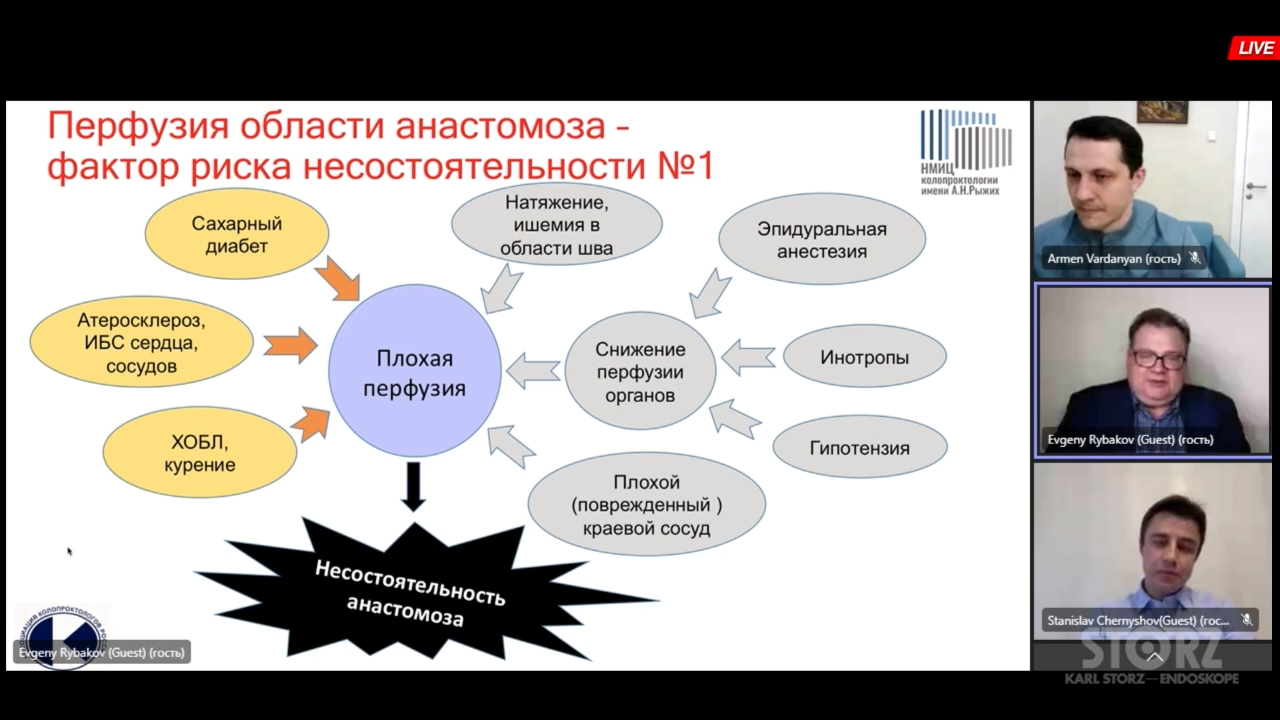 LIVE
Перфузия области анастомоза -
фактор риска несостоятельности №1
НМИЦ
колопроктологии
имени А.Н.Рыжих
Сахарный
диабет
Натяжение,
ишемия в
области шва
Эпидуральная
анестезия
Атеросклероз,
ИБС сердца,
сосудов
Плохая
перфузия
Снижение
перфузии
органов
Инотропы
ХОБЛ,
курение
Гипотензия
Плохой
(поврежденный )
краевой сосуд
Несостоятельность
анастомоза
Evgeny Rybakov (Guest) (гость)
Armen Vardanyan (гость)
Evgeny Rybakov (Guest) (гость)
Stanislav Chernyshov(Guest) (гос...
STORZ
KARL STORZ—ENDOSKOPE